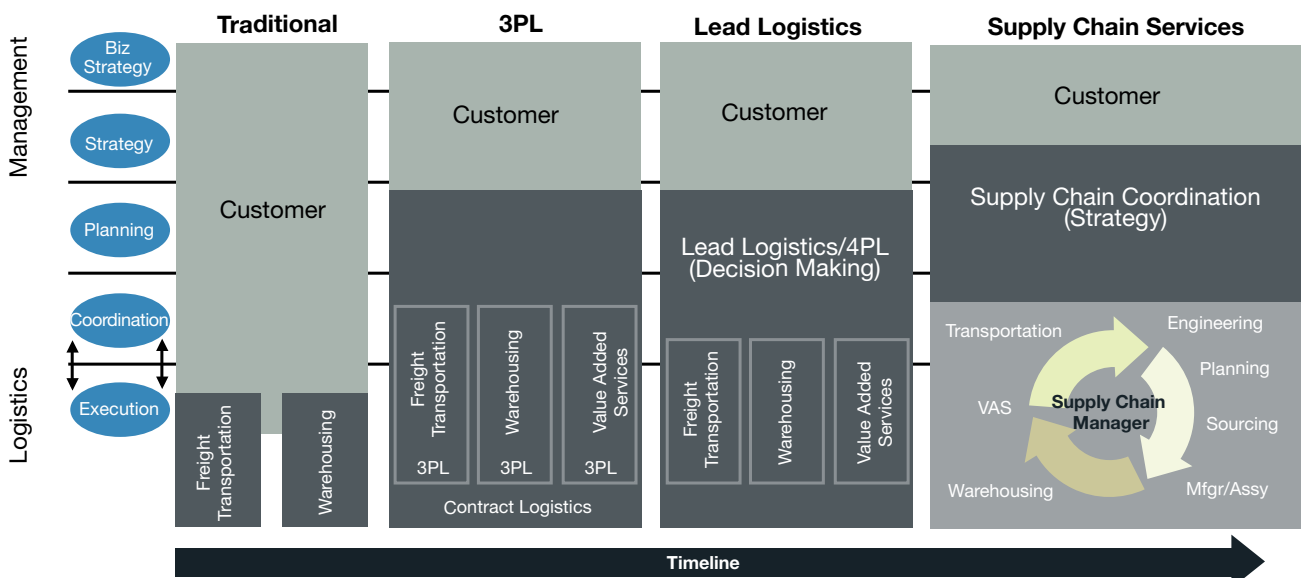 Traditional
3PL
Lead Logistics
Supply Chain Services
Management
Logistics
Biz
Strategy
Strategy
Planning
Coordination
Execution
Customer
Freight
Transportation
Warehousing
Customer
Freight
Transportation
3PL
Warehousing
3PL
Value Added
Services
3PL
Contract Logistics
Customer
Lead Logistics/4PL
(Decision Making)
Freight
Transportation
Warehousing
Value Added
Services
Customer
Supply Chain Coordination
(Strategy)
Transportation
Engineering
Planning
VAS
Supply Chain
Manager
Sourcing
Warehousing
Mfgr/Assy
Timeline